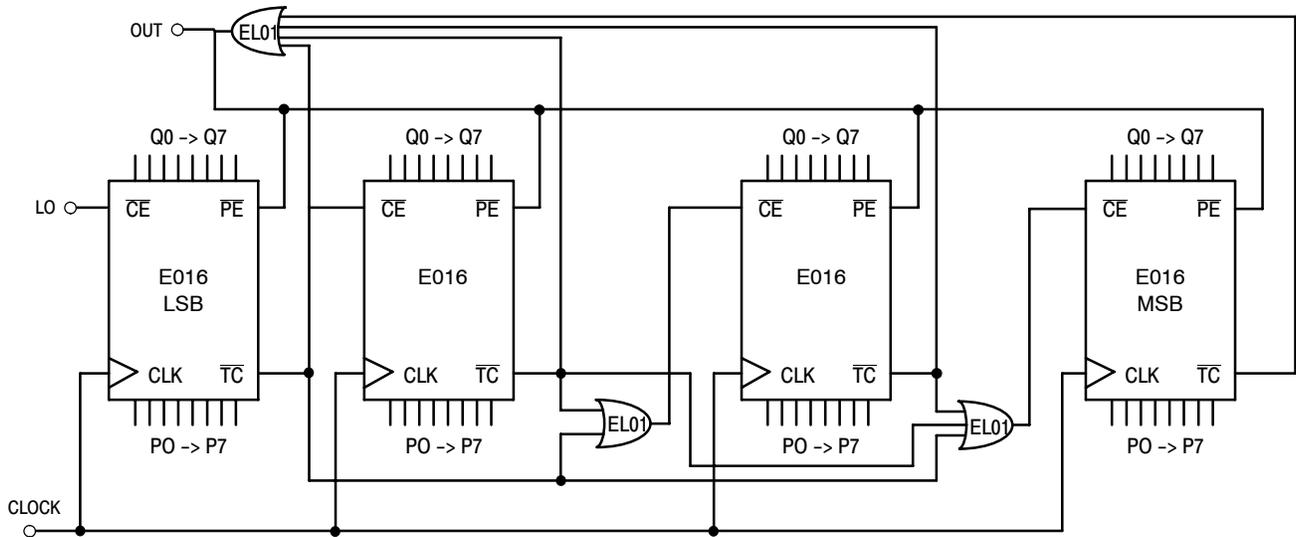 OUT
EL01
Q0 –> Q7
Q0 –> Q7
Q0 –> Q7
Q0 –> Q7
LO
CE PE
CE PE
CE PE
CE PE
E016
LSB
E016
E016
E016
MSB
CLK TC
CLK TC
CLK TC
CLK TC
EL01
EL01
PO –> P7
PO –> P7
PO –> P7
PO –> P7
CLOCK